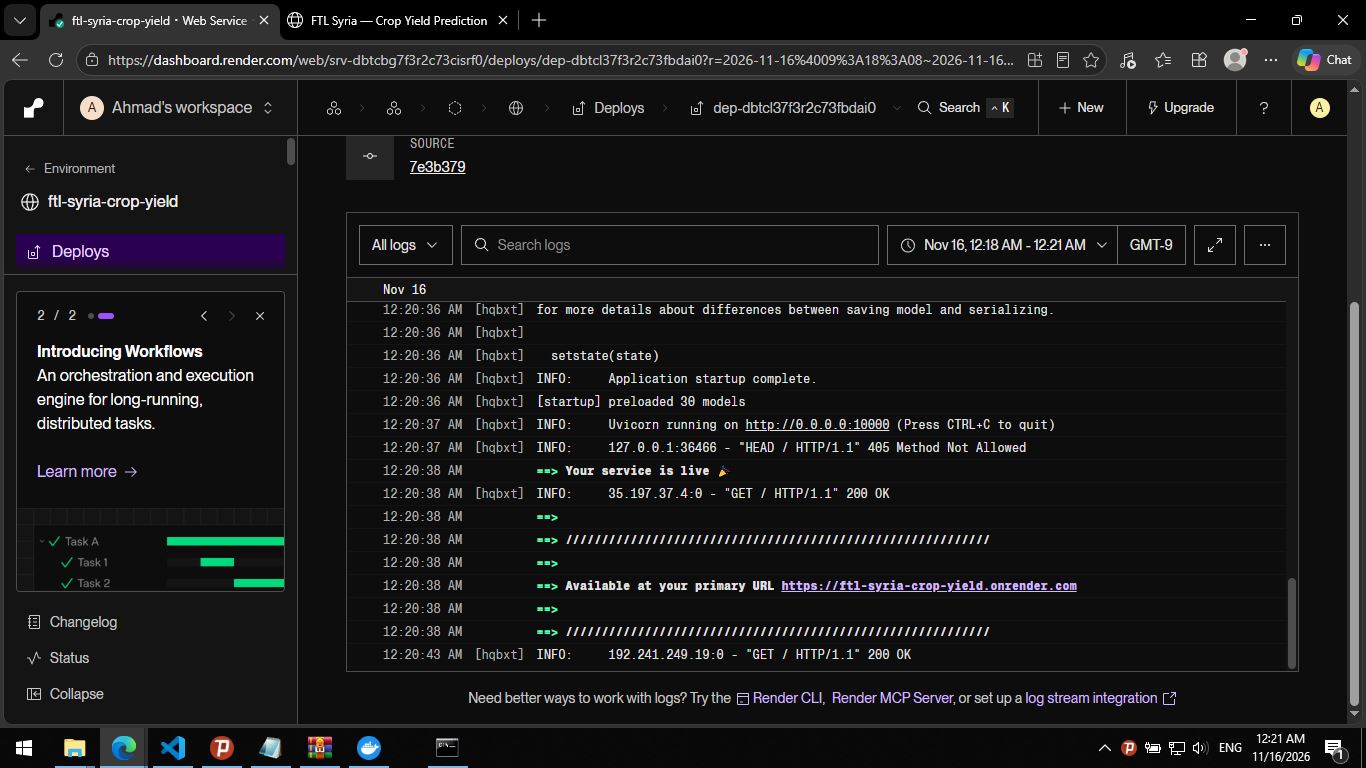 ftl-syria-crop-yield · Web Service
FTL Syria — Crop Yield Prediction
https://dashboard.render.com/web/srv-dbtcbg7f3r2c73cisrf0/deploys/dep-dbtcl37f3r2c73fbdai0?r=2026-11-16%4009%3A18%3A08~2026-11-16...
Chat
A Ahmad's workspace
Deploys
dep-dbtcl37f3r2c73fbdai0
Search ^ K
+ New
Upgrade
?
A
← Environment
ftl-syria-crop-yield
Deploys
2 / 2
Introducing Workflows
An orchestration and execution
engine for long-running,
distributed tasks.
Learn more →
Task A
Task 1
Task 2
Changelog
Status
Collapse
SOURCE
7e3b379
All logs
Search logs
Nov 16, 12:18 AM - 12:21 AM
GMT-9
...
Nov 16
12:20:36 AM [hqbxt] for more details about differences between saving model and serializing.
12:20:36 AM [hqbxt]
12:20:36 AM [hqbxt] setstate(state)
12:20:36 AM [hqbxt] INFO: Application startup complete.
12:20:36 AM [hqbxt] [startup] preloaded 30 models
12:20:37 AM [hqbxt] INFO: Uvicorn running on http://0.0.0.0:10000 (Press CTRL+C to quit)
12:20:37 AM [hqbxt] INFO: 127.0.0.1:36466 - "HEAD / HTTP/1.1" 405 Method Not Allowed
12:20:38 AM ==> Your service is live 🎉
12:20:38 AM [hqbxt] INFO: 35.197.37.4:0 - "GET / HTTP/1.1" 200 OK
12:20:38 AM ==>
12:20:38 AM ==> ///////////////////////////////////////////////////////////
12:20:38 AM ==>
12:20:38 AM ==> Available at your primary URL https://ftl-syria-crop-yield.onrender.com
12:20:38 AM ==>
12:20:38 AM ==> ///////////////////////////////////////////////////////////
12:20:43 AM [hqbxt] INFO: 192.241.249.19:0 - "GET / HTTP/1.1" 200 OK
Need better ways to work with logs? Try the Render CLI, Render MCP Server, or set up a log stream integration
ENG
12:21 AM
11/16/2026
1